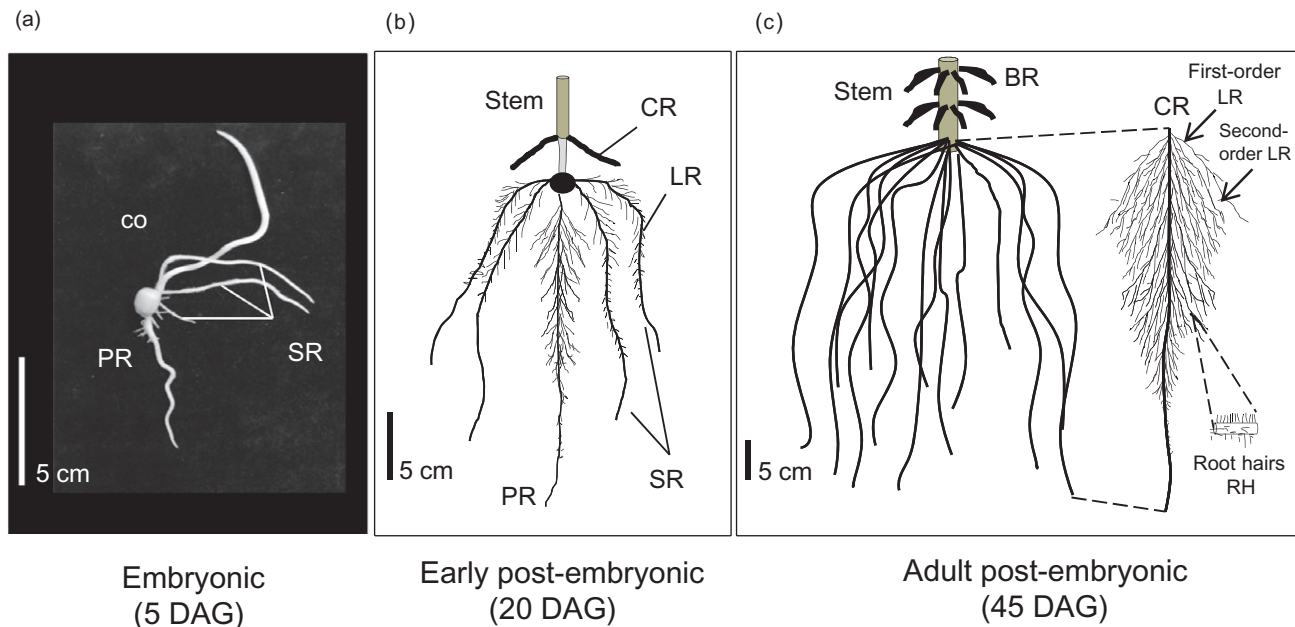 (a)
co
PR
SR
5 cm
Embryonic
(5 DAG)
(b)
Stem
CR
LR
5 cm
SR
PR
Early post-embryonic
(20 DAG)
(c)
Stem
BR
CR
First-order
LR
Second-
order LR
5 cm
Root hairs
RH
Adult post-embryonic
(45 DAG)